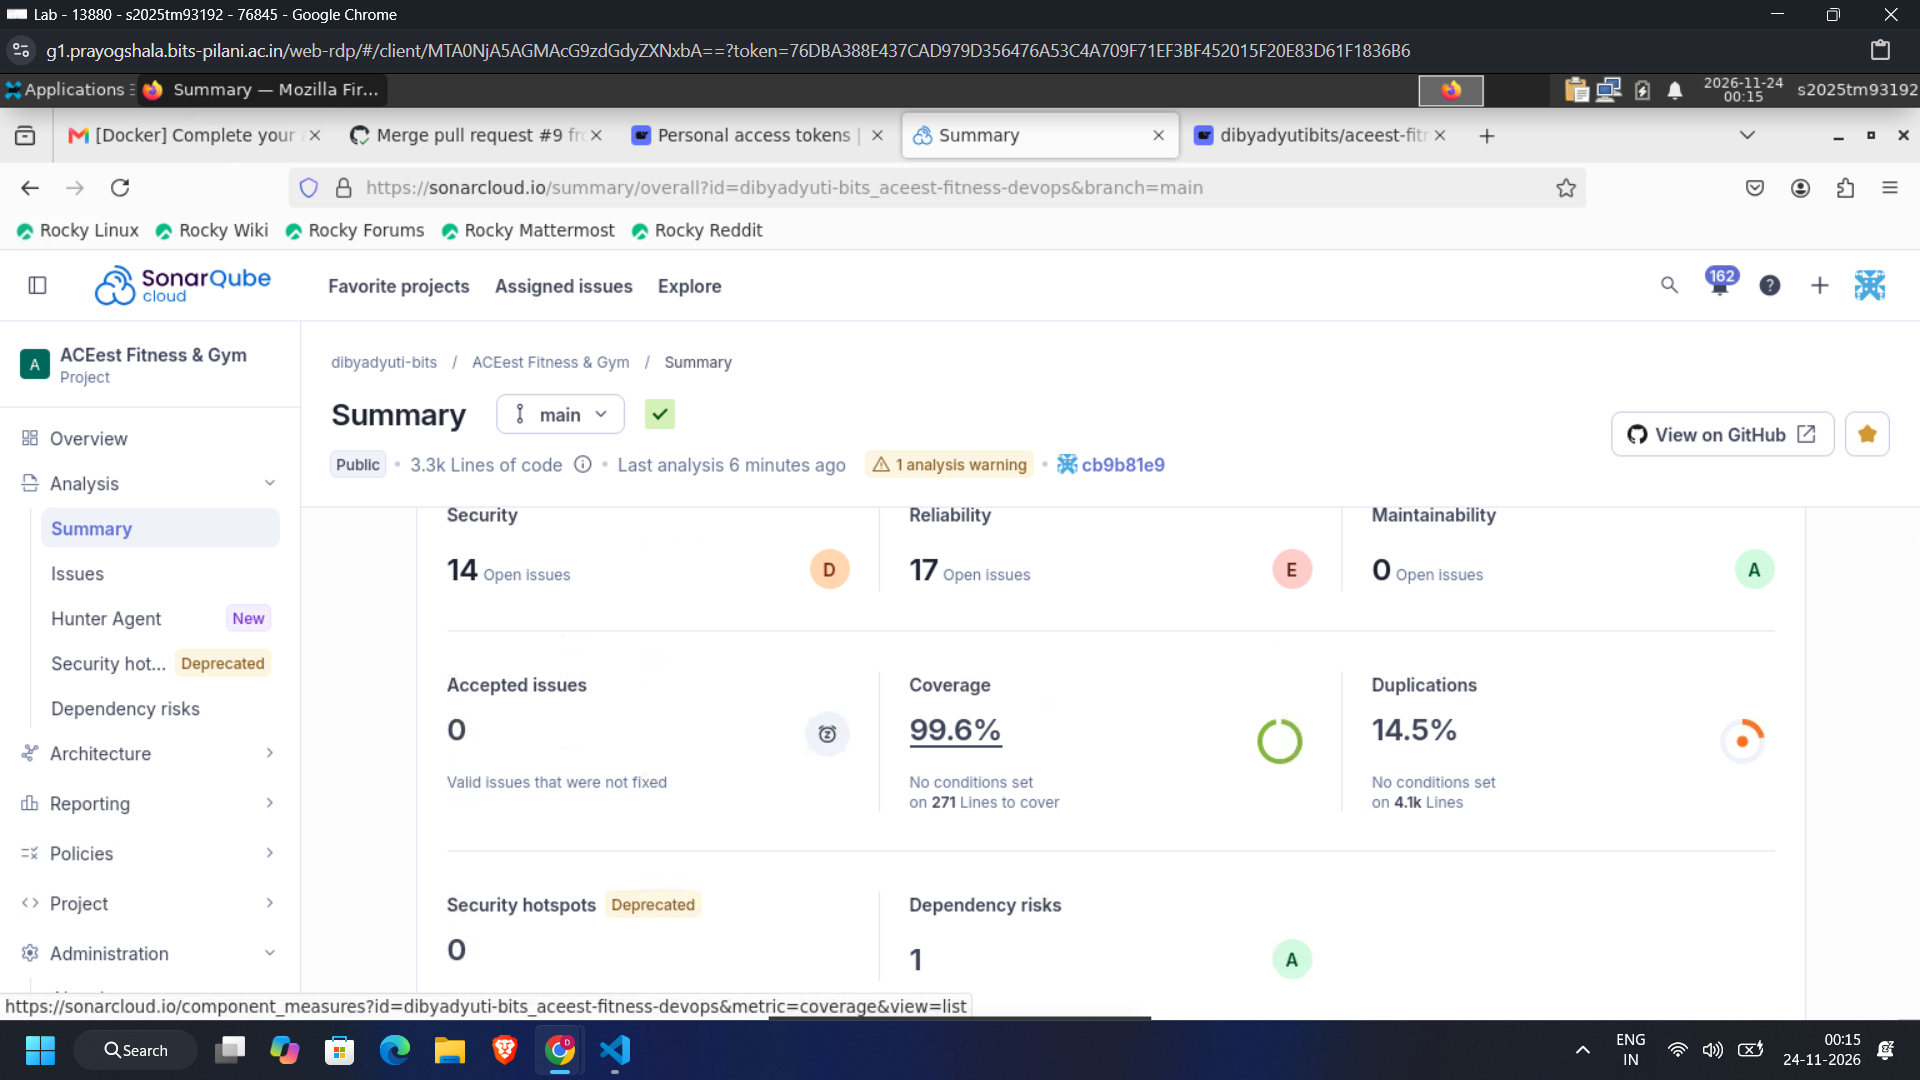 Lab - 13880 - s2025tm93192 - 76845 - Google Chrome
g1.prayogshala.bits-pilani.ac.in/web-rdp/#/client/MTA0NjA5AGMAcG9zdGdyZXNxbA==?token=76DBA388E437CAD979D356476A53C4A709F71EF3BF452015F20E83D61F1836B6
Applications
Summary — Mozilla Fir...
2026-11-24
00:15
s2025tm93192
[Docker] Complete your
Merge pull request #9 fro
Personal access tokens |
Summary
dibyadyutibits/aceest-fitn
https://sonarcloud.io/summary/overall?id=dibyadyuti-bits_aceest-fitness-devops&branch=main
Rocky Linux
Rocky Wiki
Rocky Forums
Rocky Mattermost
Rocky Reddit
SonarQube
cloud
Favorite projects
Assigned issues
Explore
162
A
ACEest Fitness & Gym
Project
Overview
Analysis
Summary
Issues
Hunter Agent New
Security hot... Deprecated
Dependency risks
Architecture
Reporting
Policies
Project
Administration
dibyadyuti-bits / ACEest Fitness & Gym / Summary
Summary
main
View on GitHub
Public • 3.3k Lines of code • Last analysis 6 minutes ago 1 analysis warning • cb9b81e9
Security
14 Open issues
D
Reliability
17 Open issues
E
Maintainability
0 Open issues
A
Accepted issues
0
Valid issues that were not fixed
Coverage
99.6%
No conditions set
on 271 Lines to cover
Duplications
14.5%
No conditions set
on 4.1k Lines
Security hotspots Deprecated
0
Dependency risks
1
A
https://sonarcloud.io/component_measures?id=dibyadyuti-bits_aceest-fitness-devops&metric=coverage&view=list
Search
ENG
IN
00:15
24-11-2026